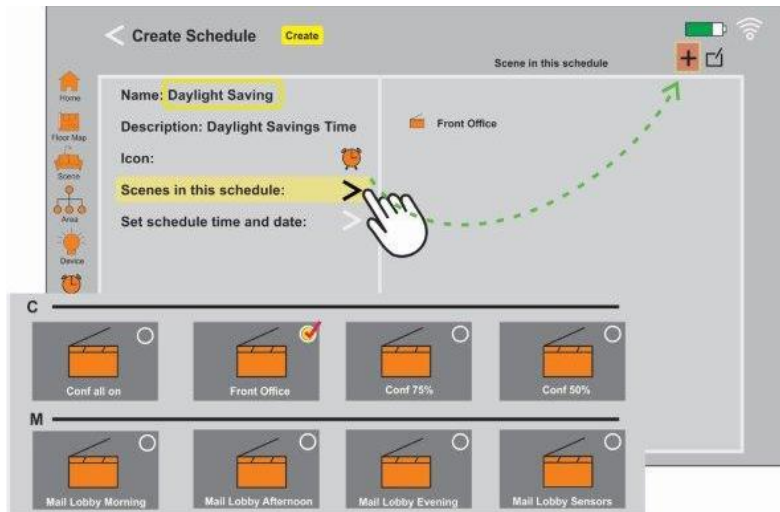 Create Schedule Create
Scene in this schedule
Home
Floor Map
Scene
Area
Device
Name: Daylight Saving
Description: Daylight Savings Time
Icon:
Scenes in this schedule:
Set schedule time and date:
Front Office
C
Conf all on
Front Office
Conf 75%
Conf 50%
M
Mail Lobby Morning
Mail Lobby Afternoon
Mail Lobby Evening
Mail Lobby Sensors